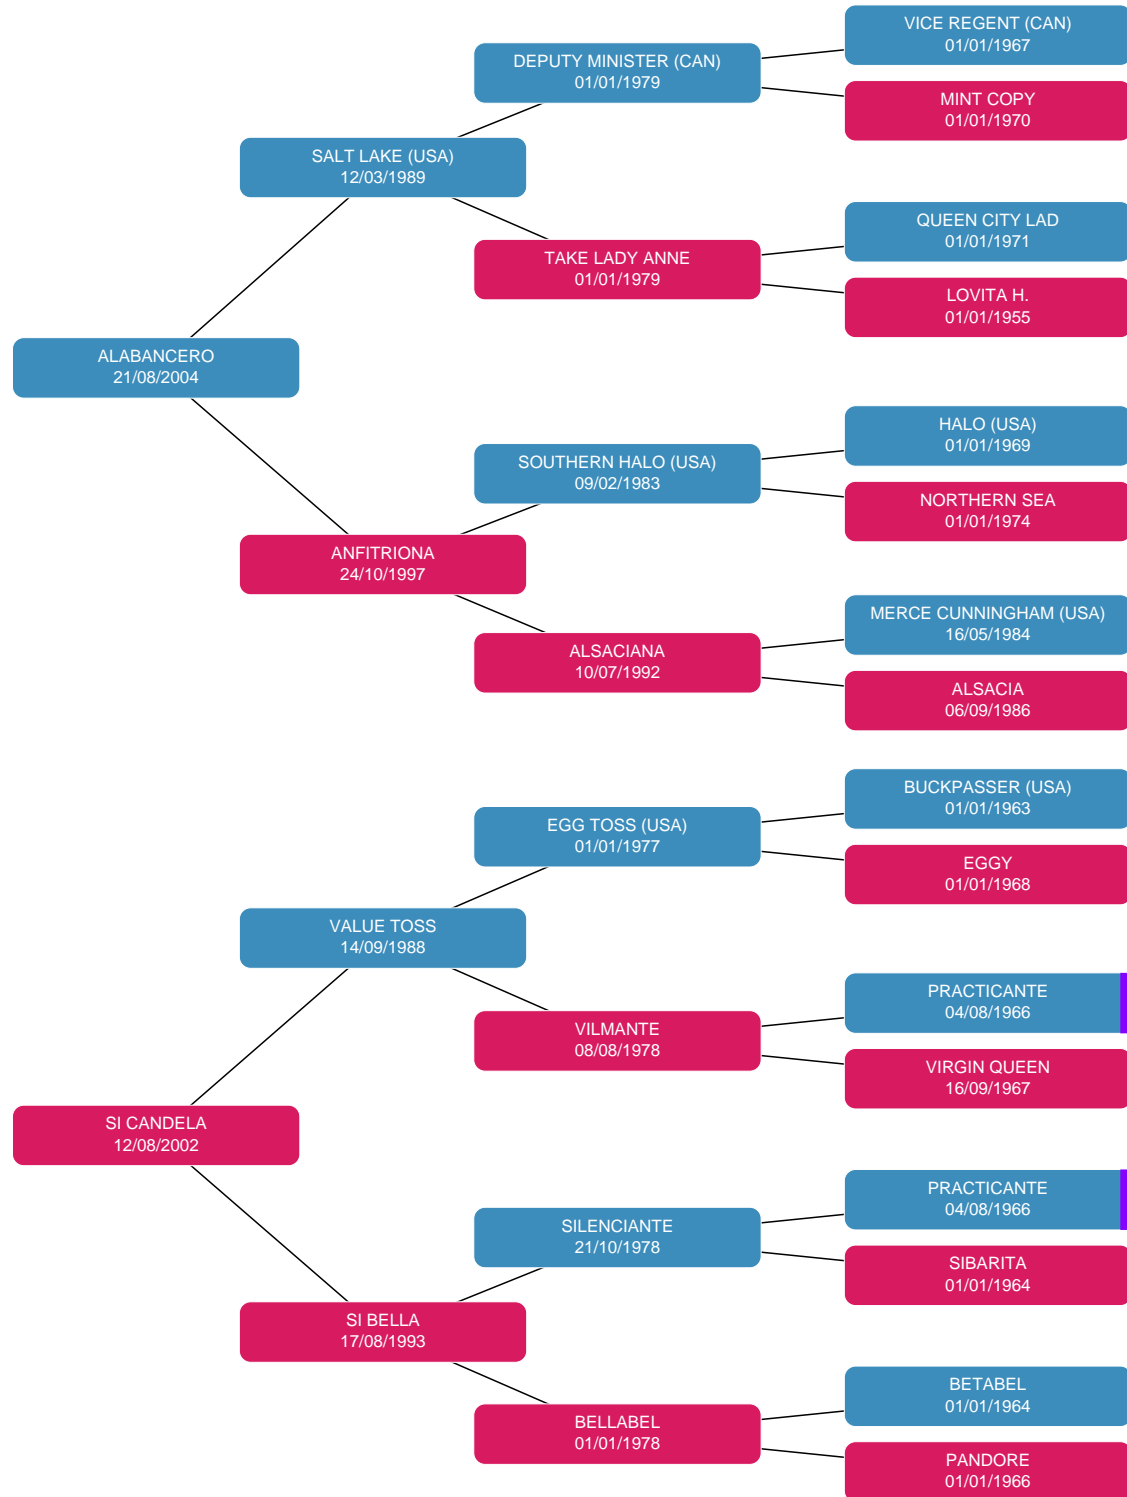 VICE REGENT (CAN)
01/01/1967
DEPUTY MINISTER (CAN)
01/01/1979
MINT COPY
01/01/1970
SALT LAKE (USA)
12/03/1989
QUEEN CITY LAD
01/01/1971
TAKE LADY ANNE
01/01/1979
LOVITA H.
01/01/1955
ALABANCERO
21/08/2004
HALO (USA)
01/01/1969
SOUTHERN HALO (USA)
09/02/1983
NORTHERN SEA
01/01/1974
ANFITRIONA
24/10/1997
MERCE CUNNINGHAM (USA)
16/05/1984
ALSACIANA
10/07/1992
ALSACIA
06/09/1986
BUCKPASSER (USA)
01/01/1963
EGG TOSS (USA)
01/01/1977
EGGY
01/01/1968
VALUE TOSS
14/09/1988
PRACTICANTE
04/08/1966
VILMANTE
08/08/1978
VIRGIN QUEEN
16/09/1967
SI CANDELA
12/08/2002
PRACTICANTE
04/08/1966
SILENCIANTE
21/10/1978
SIBARITA
01/01/1964
SI BELLA
17/08/1993
BETABEL
01/01/1964
BELLABEL
01/01/1978
PANDORE
01/01/1966